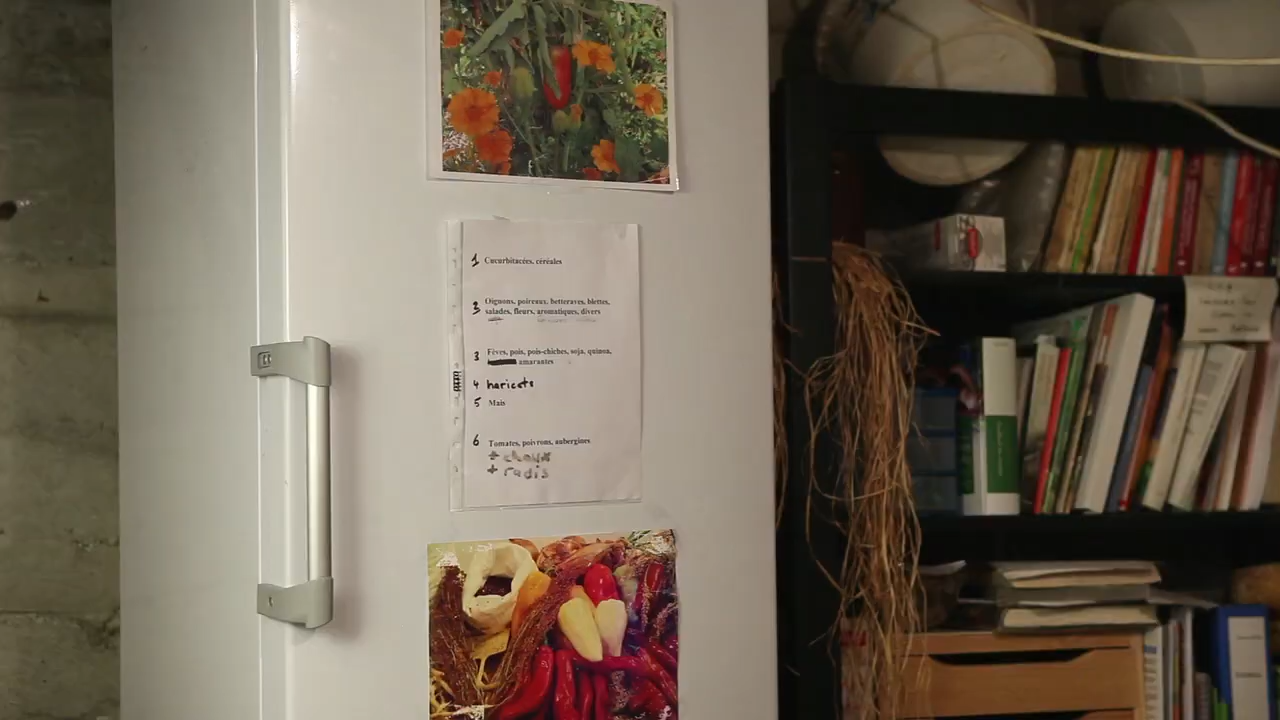 1 Cucurbitacées, céréales
3 Oignons, poireaux, betteraves, blettes,
salades, fleurs, aromatiques, divers
3 Fèves, pois, pois-chiches, soja, quinoa,
amarantes
4 haricots
5 Maïs
6 Tomates, poivrons, aubergines
+ choux
+ radis